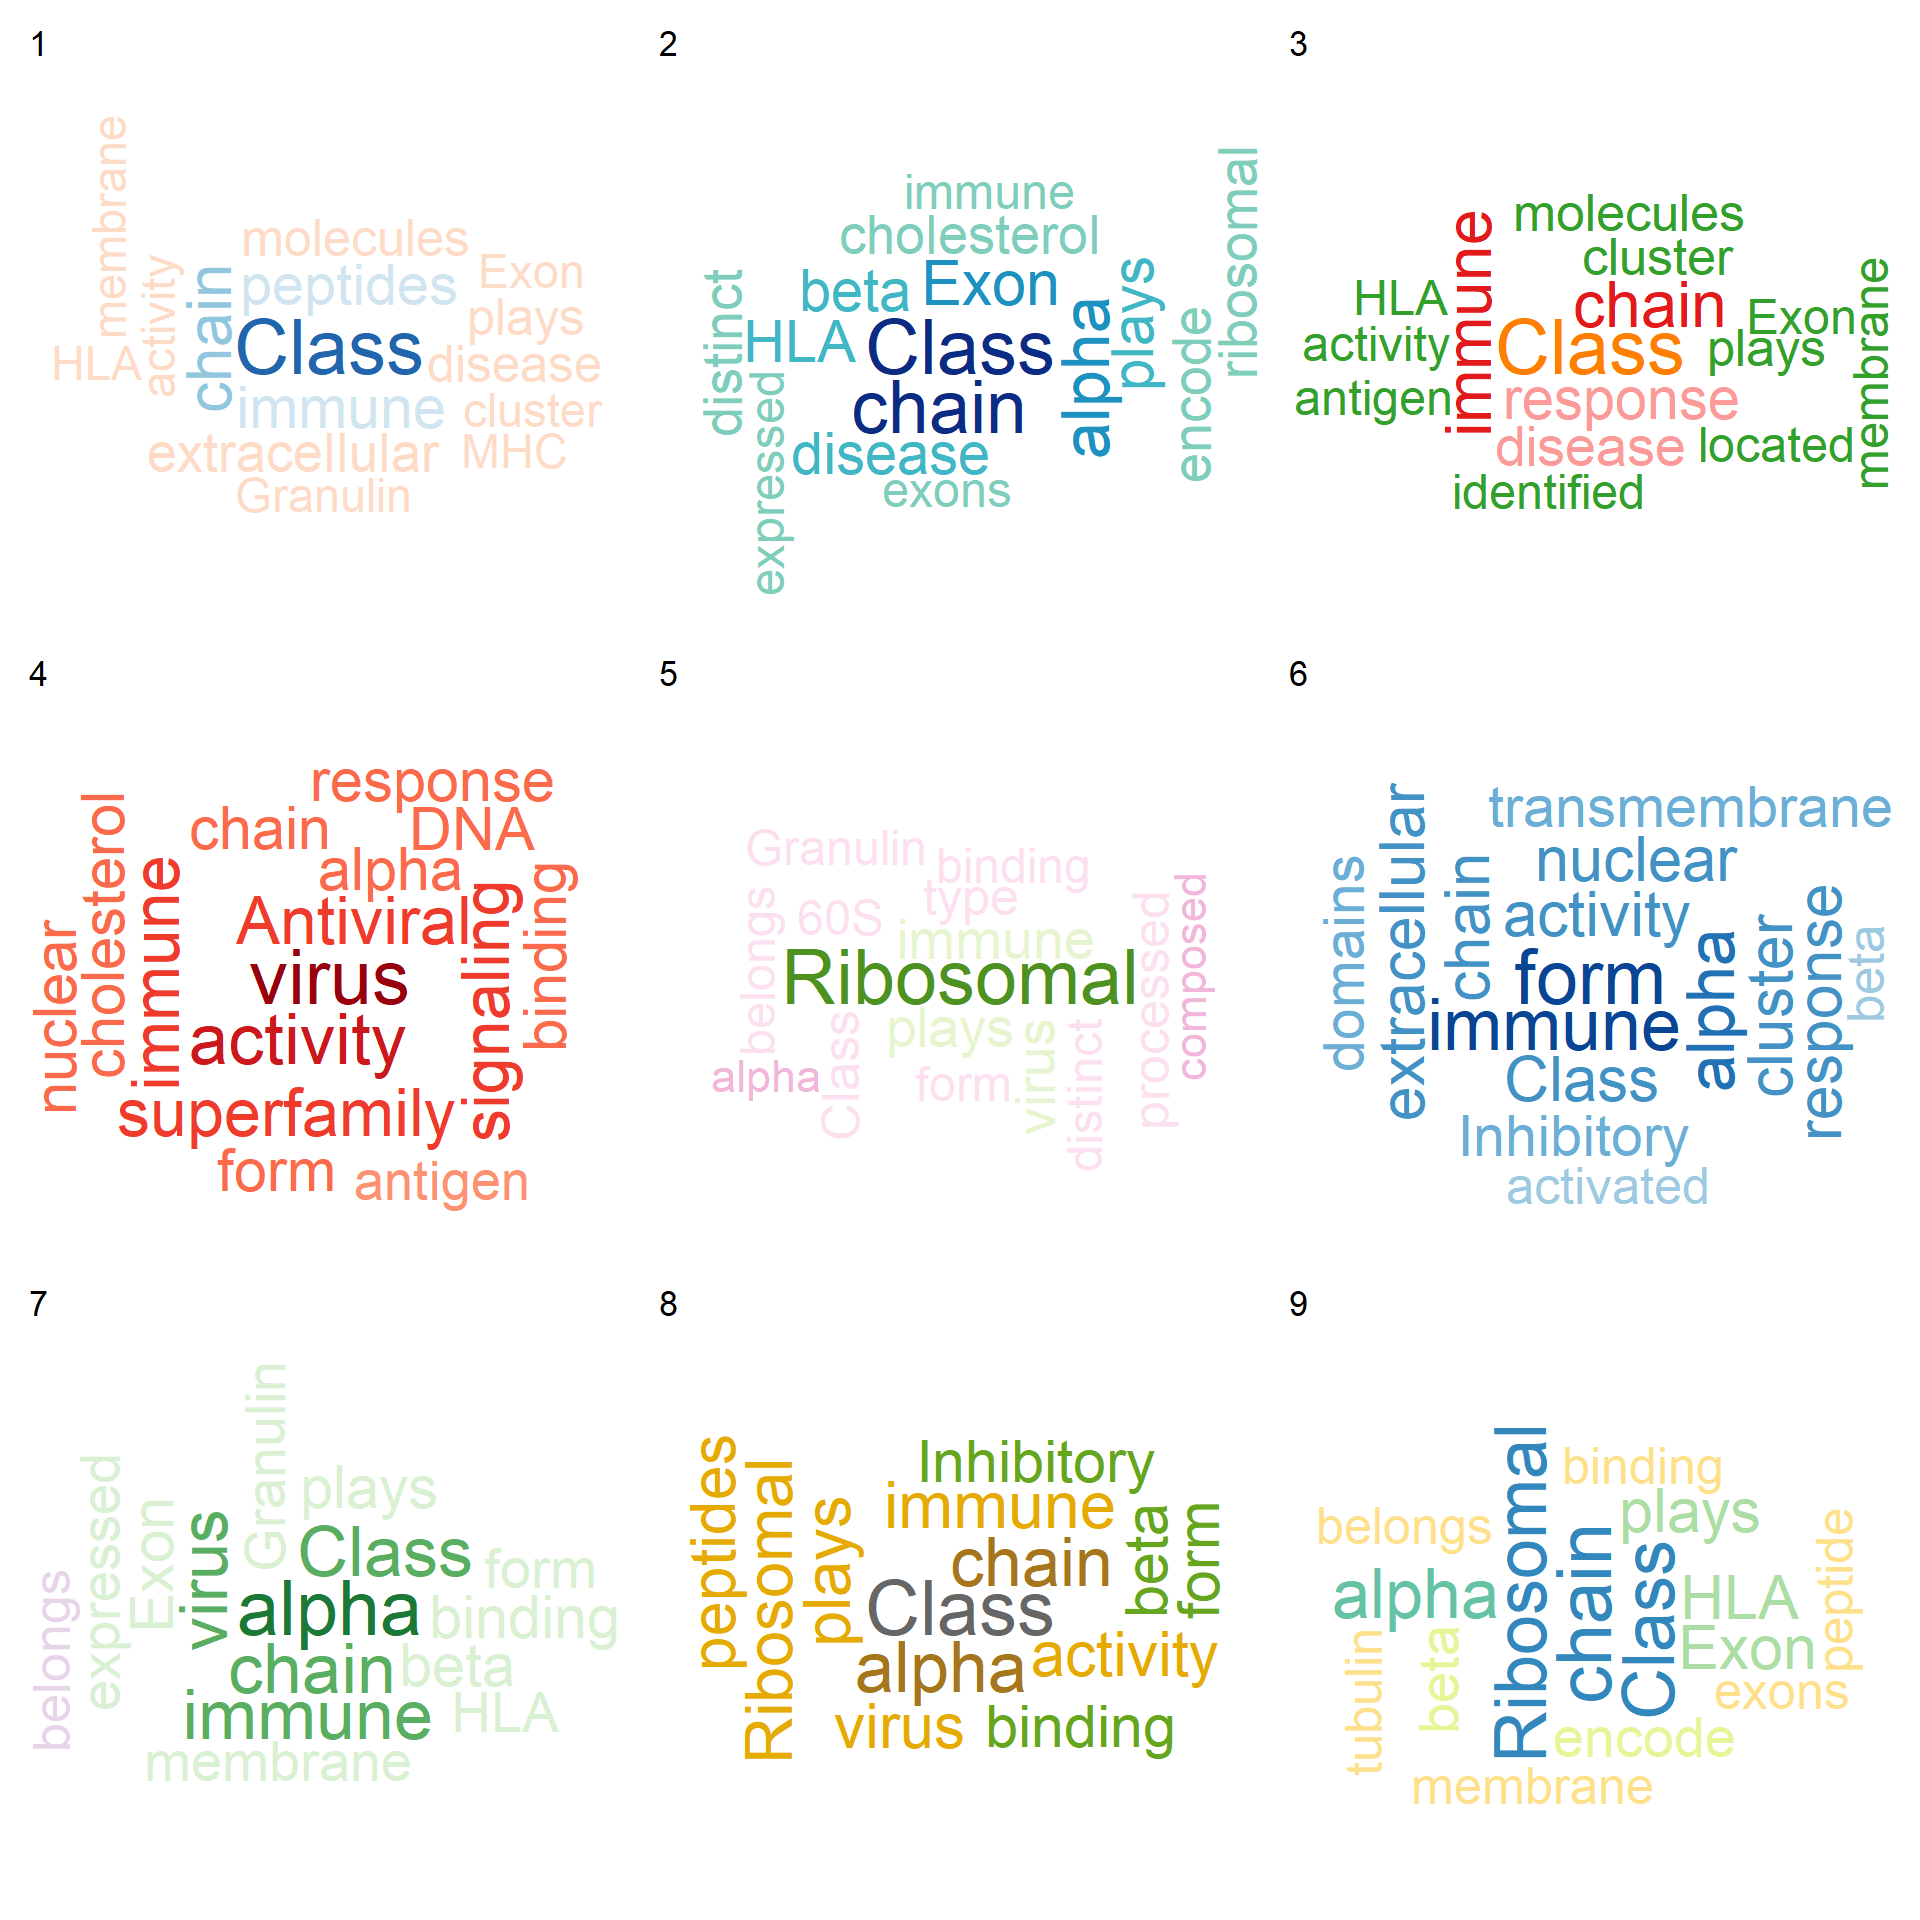 1
membrane
molecules
activity
chain
peptides
Exon
plays
HLA
Class
disease
immune
cluster
extracellular
MHC
Granulin
2
immune
cholesterol
ribosomal
distinct
beta
Exon
plays
alpha
HLA
Class
encode
expressed
chain
disease
exons
3
molecules
immune
cluster
HLA
chain
Exon
membrane
activity
Class
plays
antigen
response
disease
located
identified
4
response
cholesterol
chain
DNA
alpha
immune
binding
nuclear
Antiviral
signaling
virus
activity
superfamily
form
antigen
5
Granulin
binding
type
composed
belongs
60S
immune
processed
Ribosomal
plays
Class
virus
distinct
alpha
form
6
transmembrane
extracellular
nuclear
domains
chain
activity
response
form
alpha
cluster
beta
immune
Class
Inhibitory
activated
7
Granulin
expressed
plays
Exon
virus
Class
form
belongs
alpha
binding
chain
beta
immune
HLA
membrane
8
peptides
Inhibitory
Ribosomal
immune
plays
beta
form
chain
Class
alpha
activity
virus
binding
9
Ribosomal
binding
plays
belongs
chain
Class
peptide
alpha
HLA
tubulin
beta
Exon
exons
encode
membrane